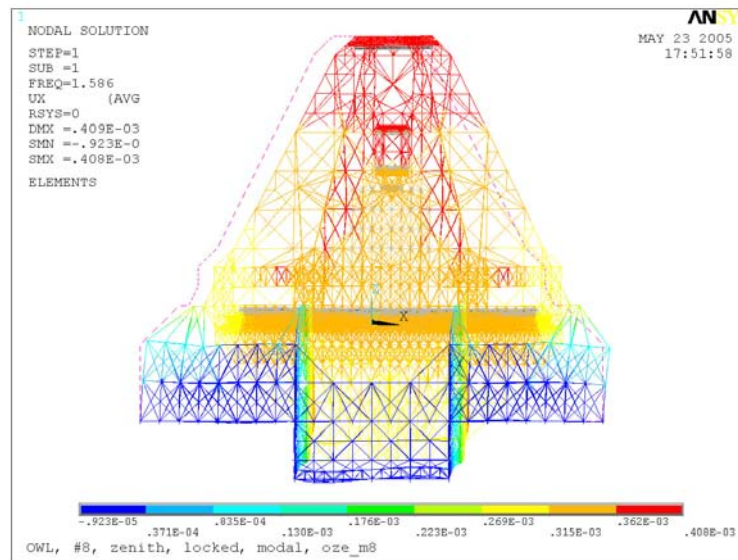 1
NODAL SOLUTION
ANSY
MAY 23 2005
17:51:58
STEP=1
SUB =1
FREQ=1.586
UX (AVG
RSYS=0
DMX =.409E-03
SMN =-.923E-0
SMX =.408E-03
ELEMENTS
X
-.923E-05 .835E-04 .176E-03 .269E-03 .362E-03
.371E-04 .130E-03 .223E-03 .315E-03 .408E-03
OWL, #8, zenith, locked, modal, oze_m8